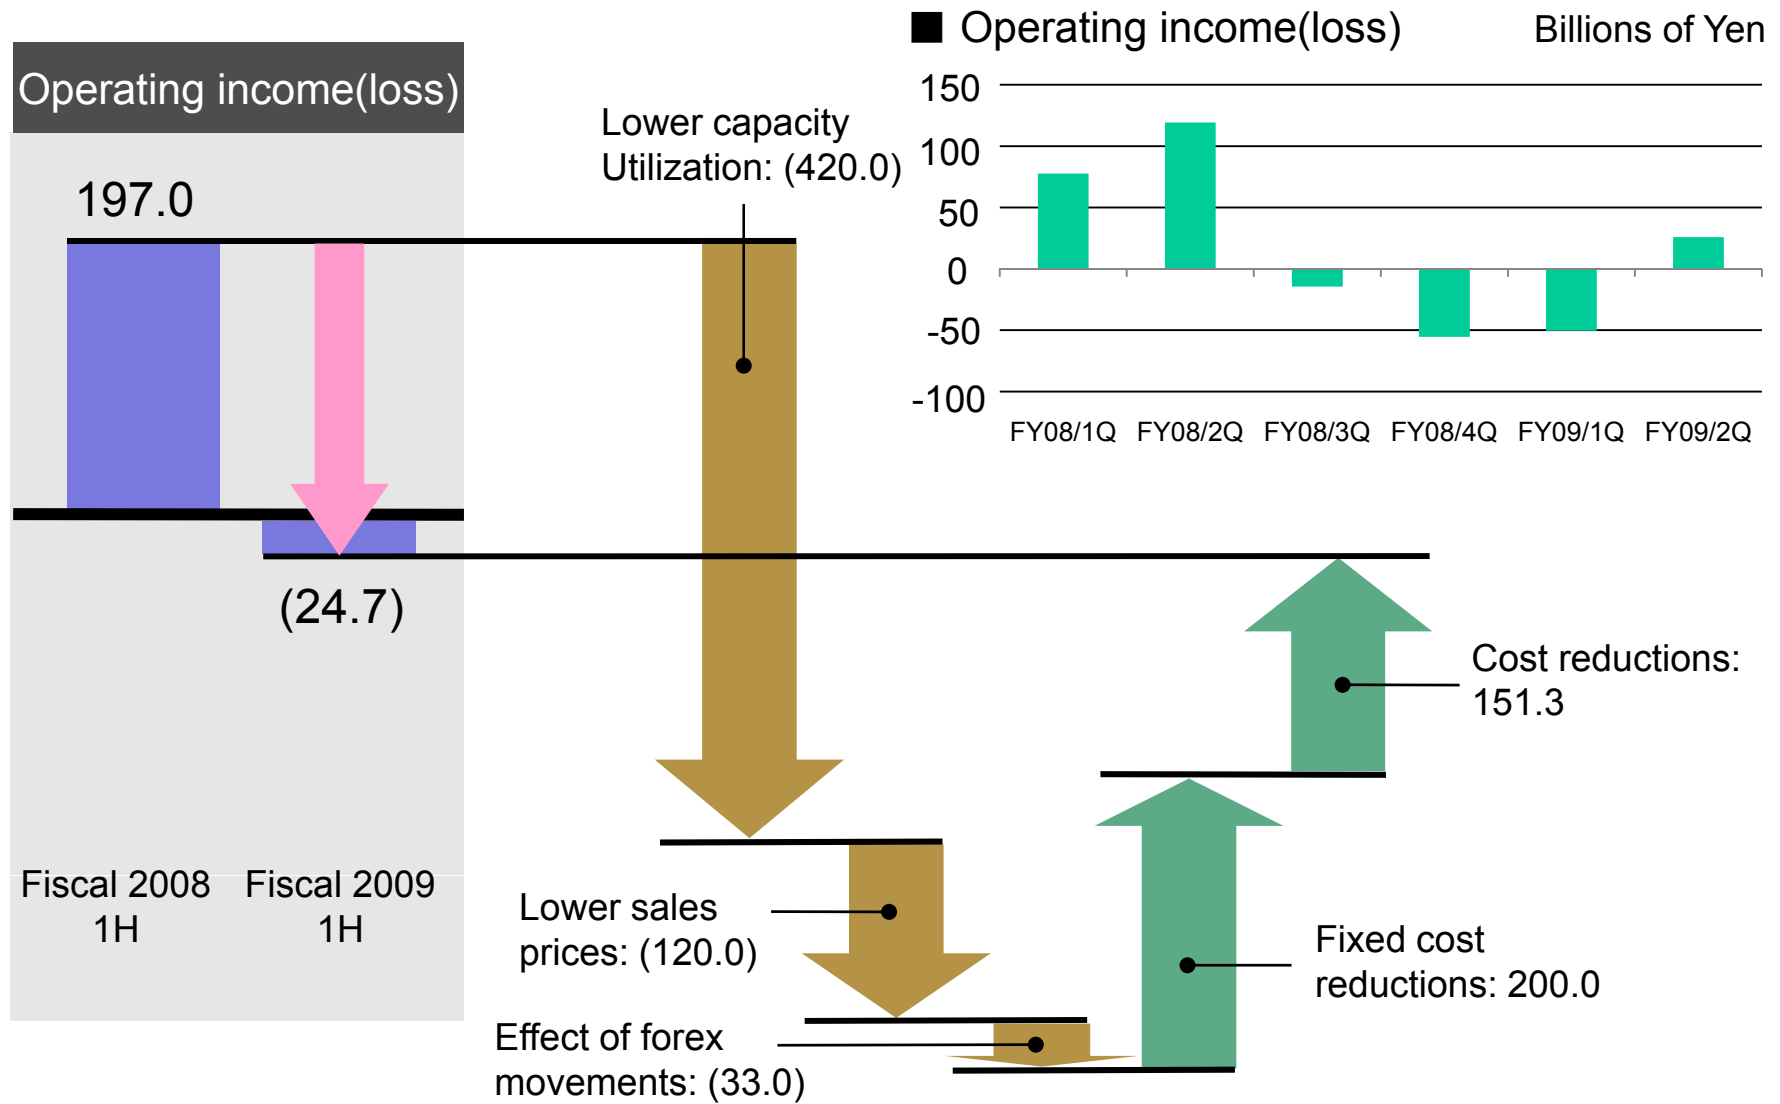 Operating income(loss)
197.0
(24.7)
Fiscal 2008
1H
Fiscal 2009
1H
Lower capacity
Utilization: (420.0)
Lower sales
prices: (120.0)
Effect of forex
movements: (33.0)
Fixed cost
reductions: 200.0
Cost reductions:
151.3
Operating income(loss)
Billions of Yen
150
100
50
0
-50
-100
FY08/1Q FY08/2Q FY08/3Q FY08/4Q FY09/1Q FY09/2Q